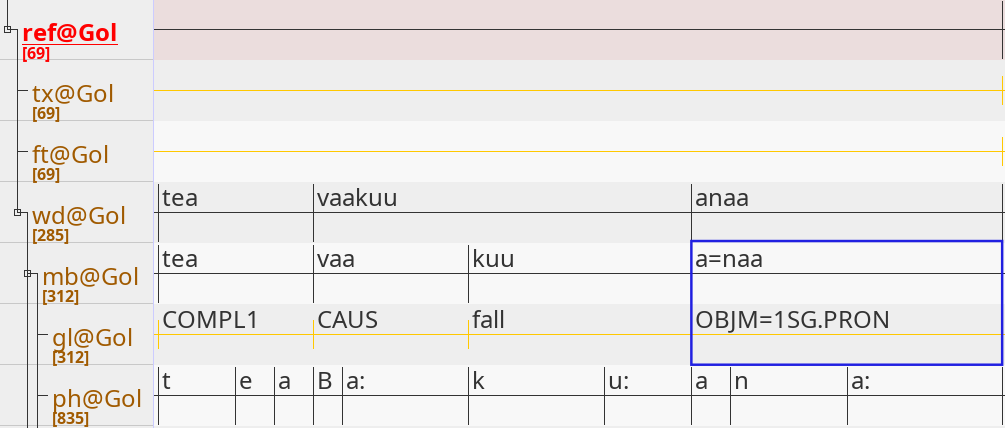 ref@Gol
[69]
tx@Gol
[69]
ft@Gol
[69]
wd@Gol tea vaakuu anaa
[285]
mb@Gol tea vaa kuu a=naa
[312]
gl@Gol COMPL1 CAUS fall OBJM=1SG.PRON
[312]
ph@Gol t e a B a: k u: a n a:
[835]